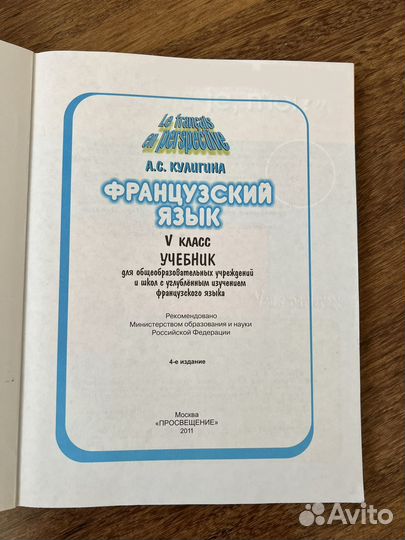 Le français
en perspective
А.С. КУЛИГИНА
ФРАНЦУЗСКИЙ
ЯЗЫК
V КЛАСС
УЧЕБНИК
для общеобразовательных учреждений
и школ с углублённым изучением
французского языка
Рекомендовано
Министерством образования и науки
Российской Федерации
4-е издание
Москва
«ПРОСВЕЩЕНИЕ»
2011
Avito